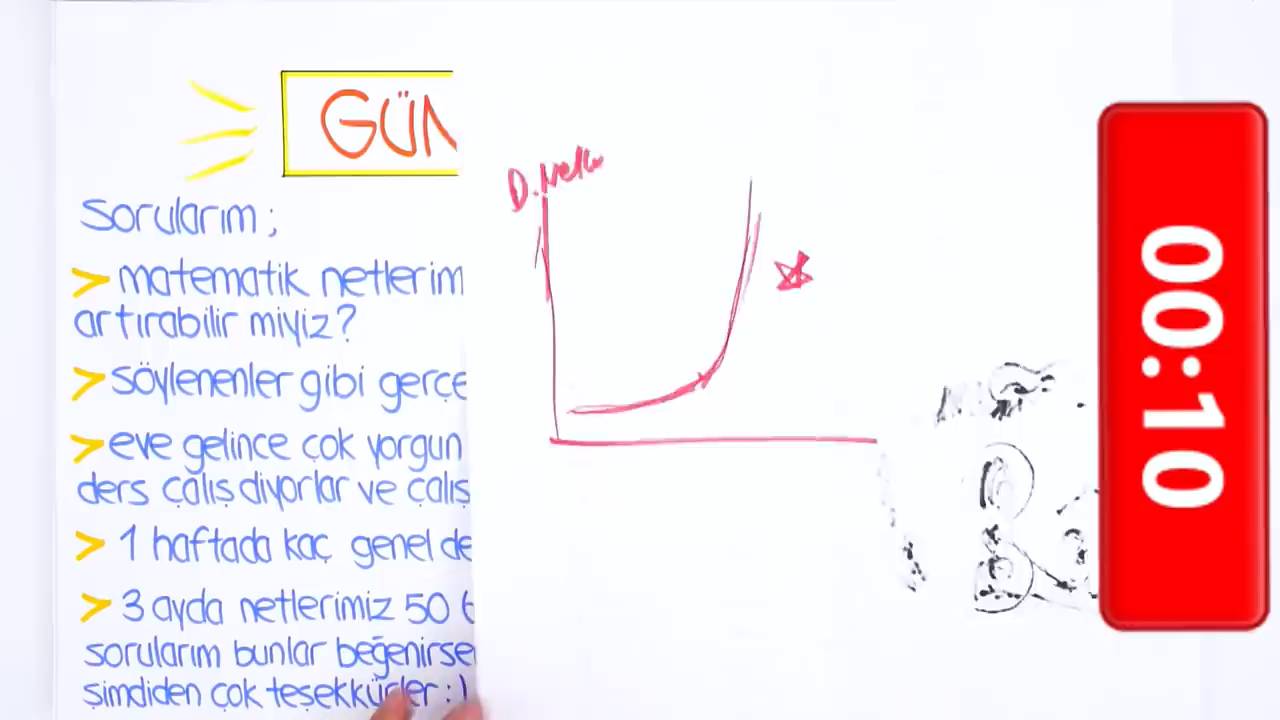 GÜN
Sorularım;
> matematik netlerim
artırabilir miyiz?
> söylenenler gibi gerçe
> eve gelince çok yorgun
ders çalış diyorlar ve çalış
> 1 haftada kaç genel de
> 3 ayda netlerimiz 50
sorularım bunlar beğenirse
şimdiden çok teşekkürler :)
00:10